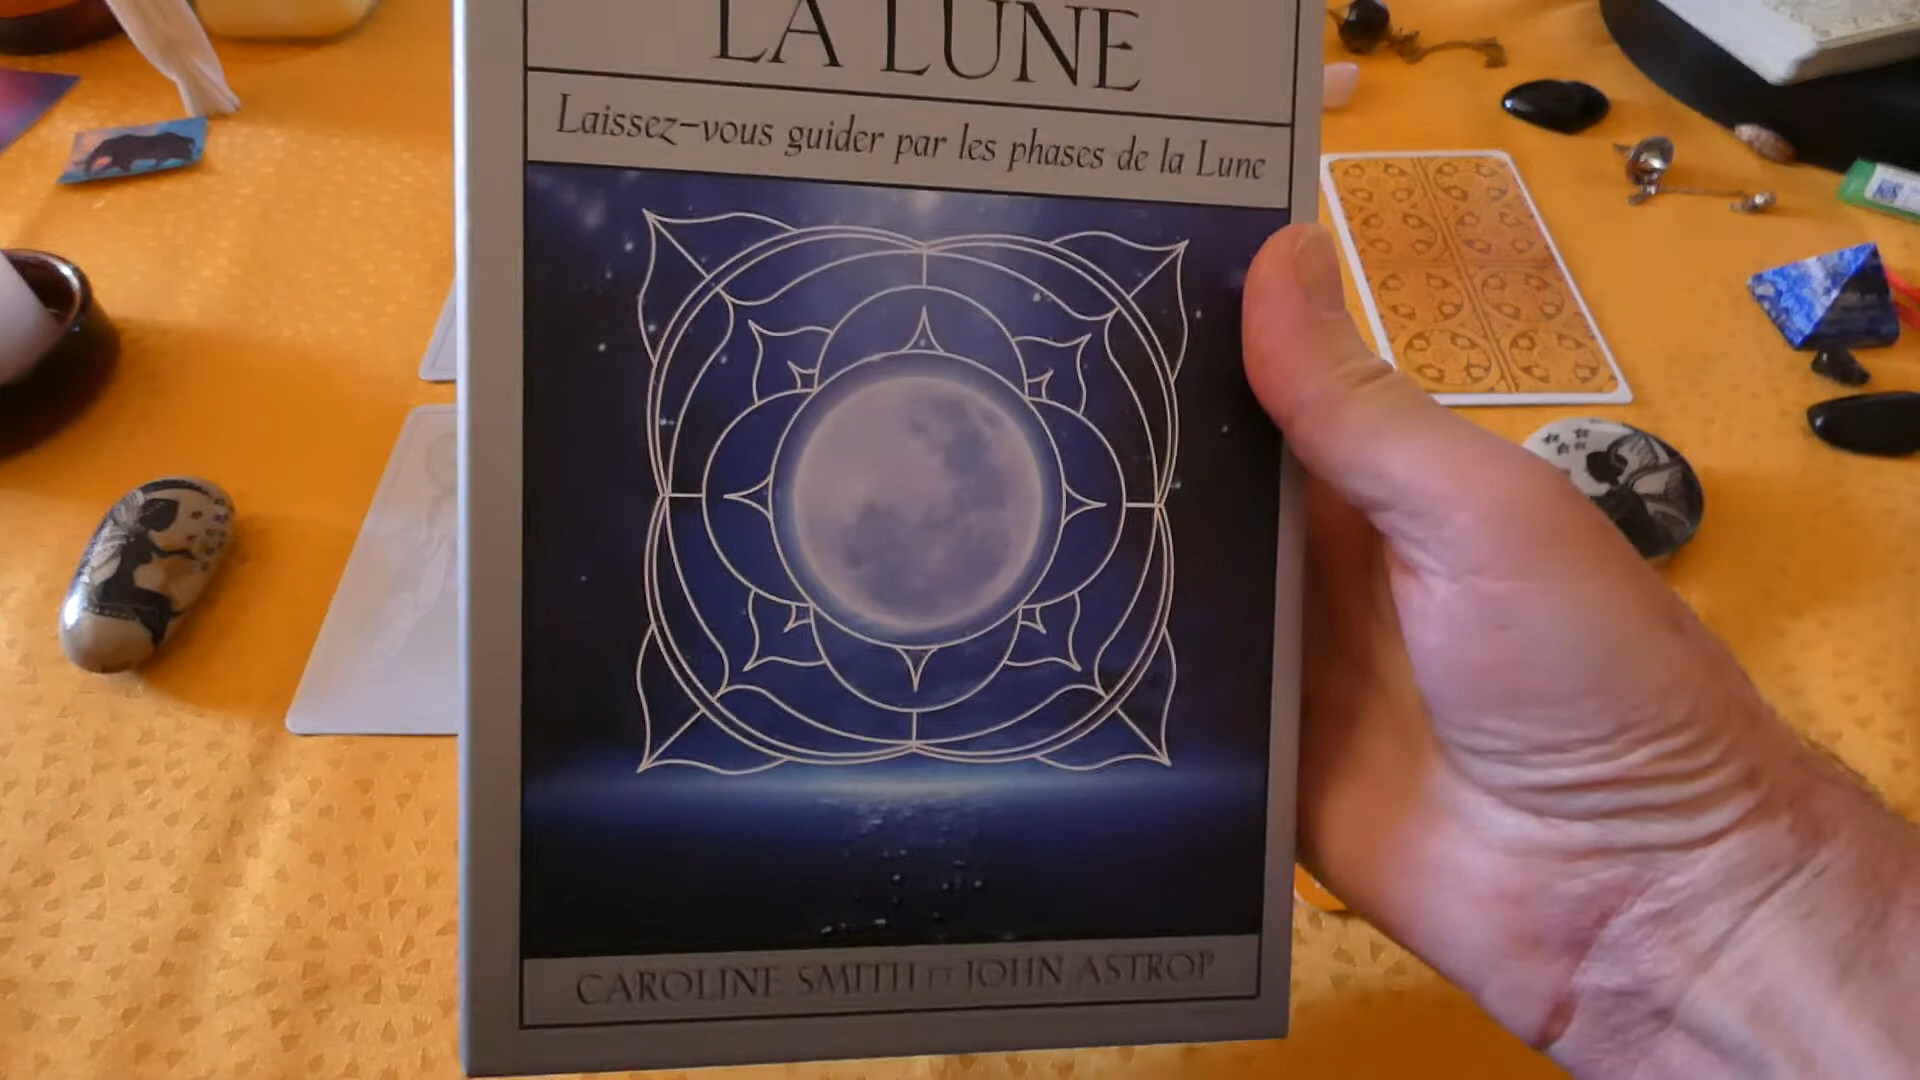 LA LUNE
Laissez-vous guider par les phases de la Lune
CAROLINE SMITH ET JOHN ASTROP